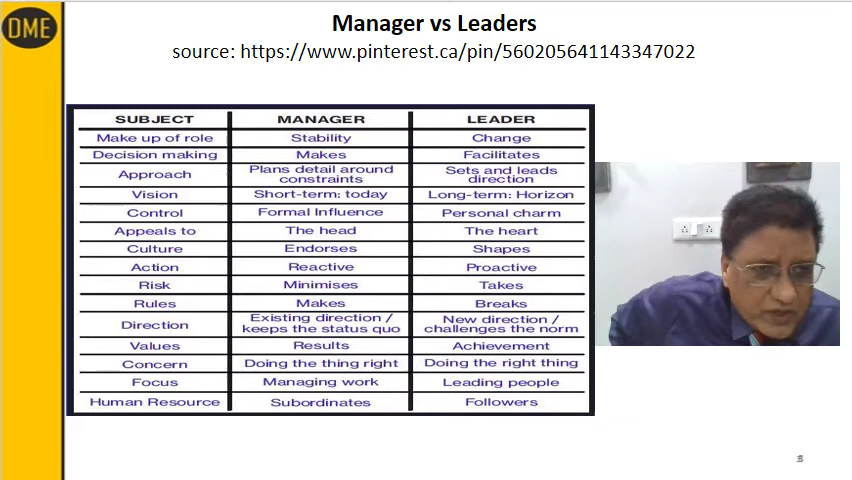 DME
Manager vs Leaders
source: https://www.pinterest.ca/pin/560205641143347022
SUBJECT MANAGER LEADER
Make up of role Stability Change
Decision making Makes Facilitates
Approach Plans detail around constraints Sets and leads direction
Vision Short-term: today Long-term: Horizon
Control Formal Influence Personal charm
Appeals to The head The heart
Culture Endorses Shapes
Action Reactive Proactive
Risk Minimises Takes
Rules Makes Breaks
Direction Existing direction / keeps the status quo New direction / challenges the norm
Values Results Achievement
Concern Doing the thing right Doing the right thing
Focus Managing work Leading people
Human Resource Subordinates Followers